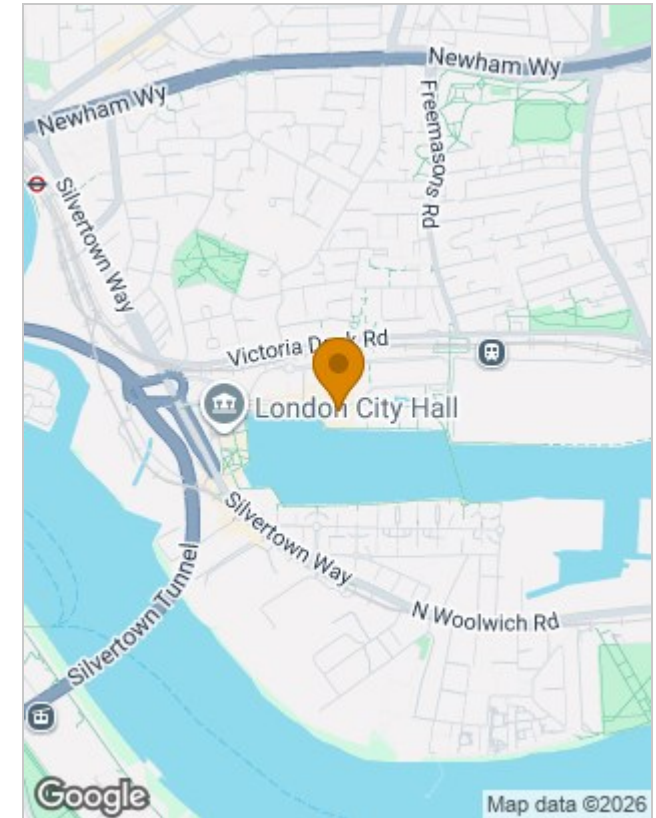 Newham Wy
Newham Wy
Freemasons Rd
Silvertown Way
Victoria Dock Rd
London City Hall
Silvertown Way
Silvertown Tunnel
N Woolwich Rd
Google
Map data ©2026